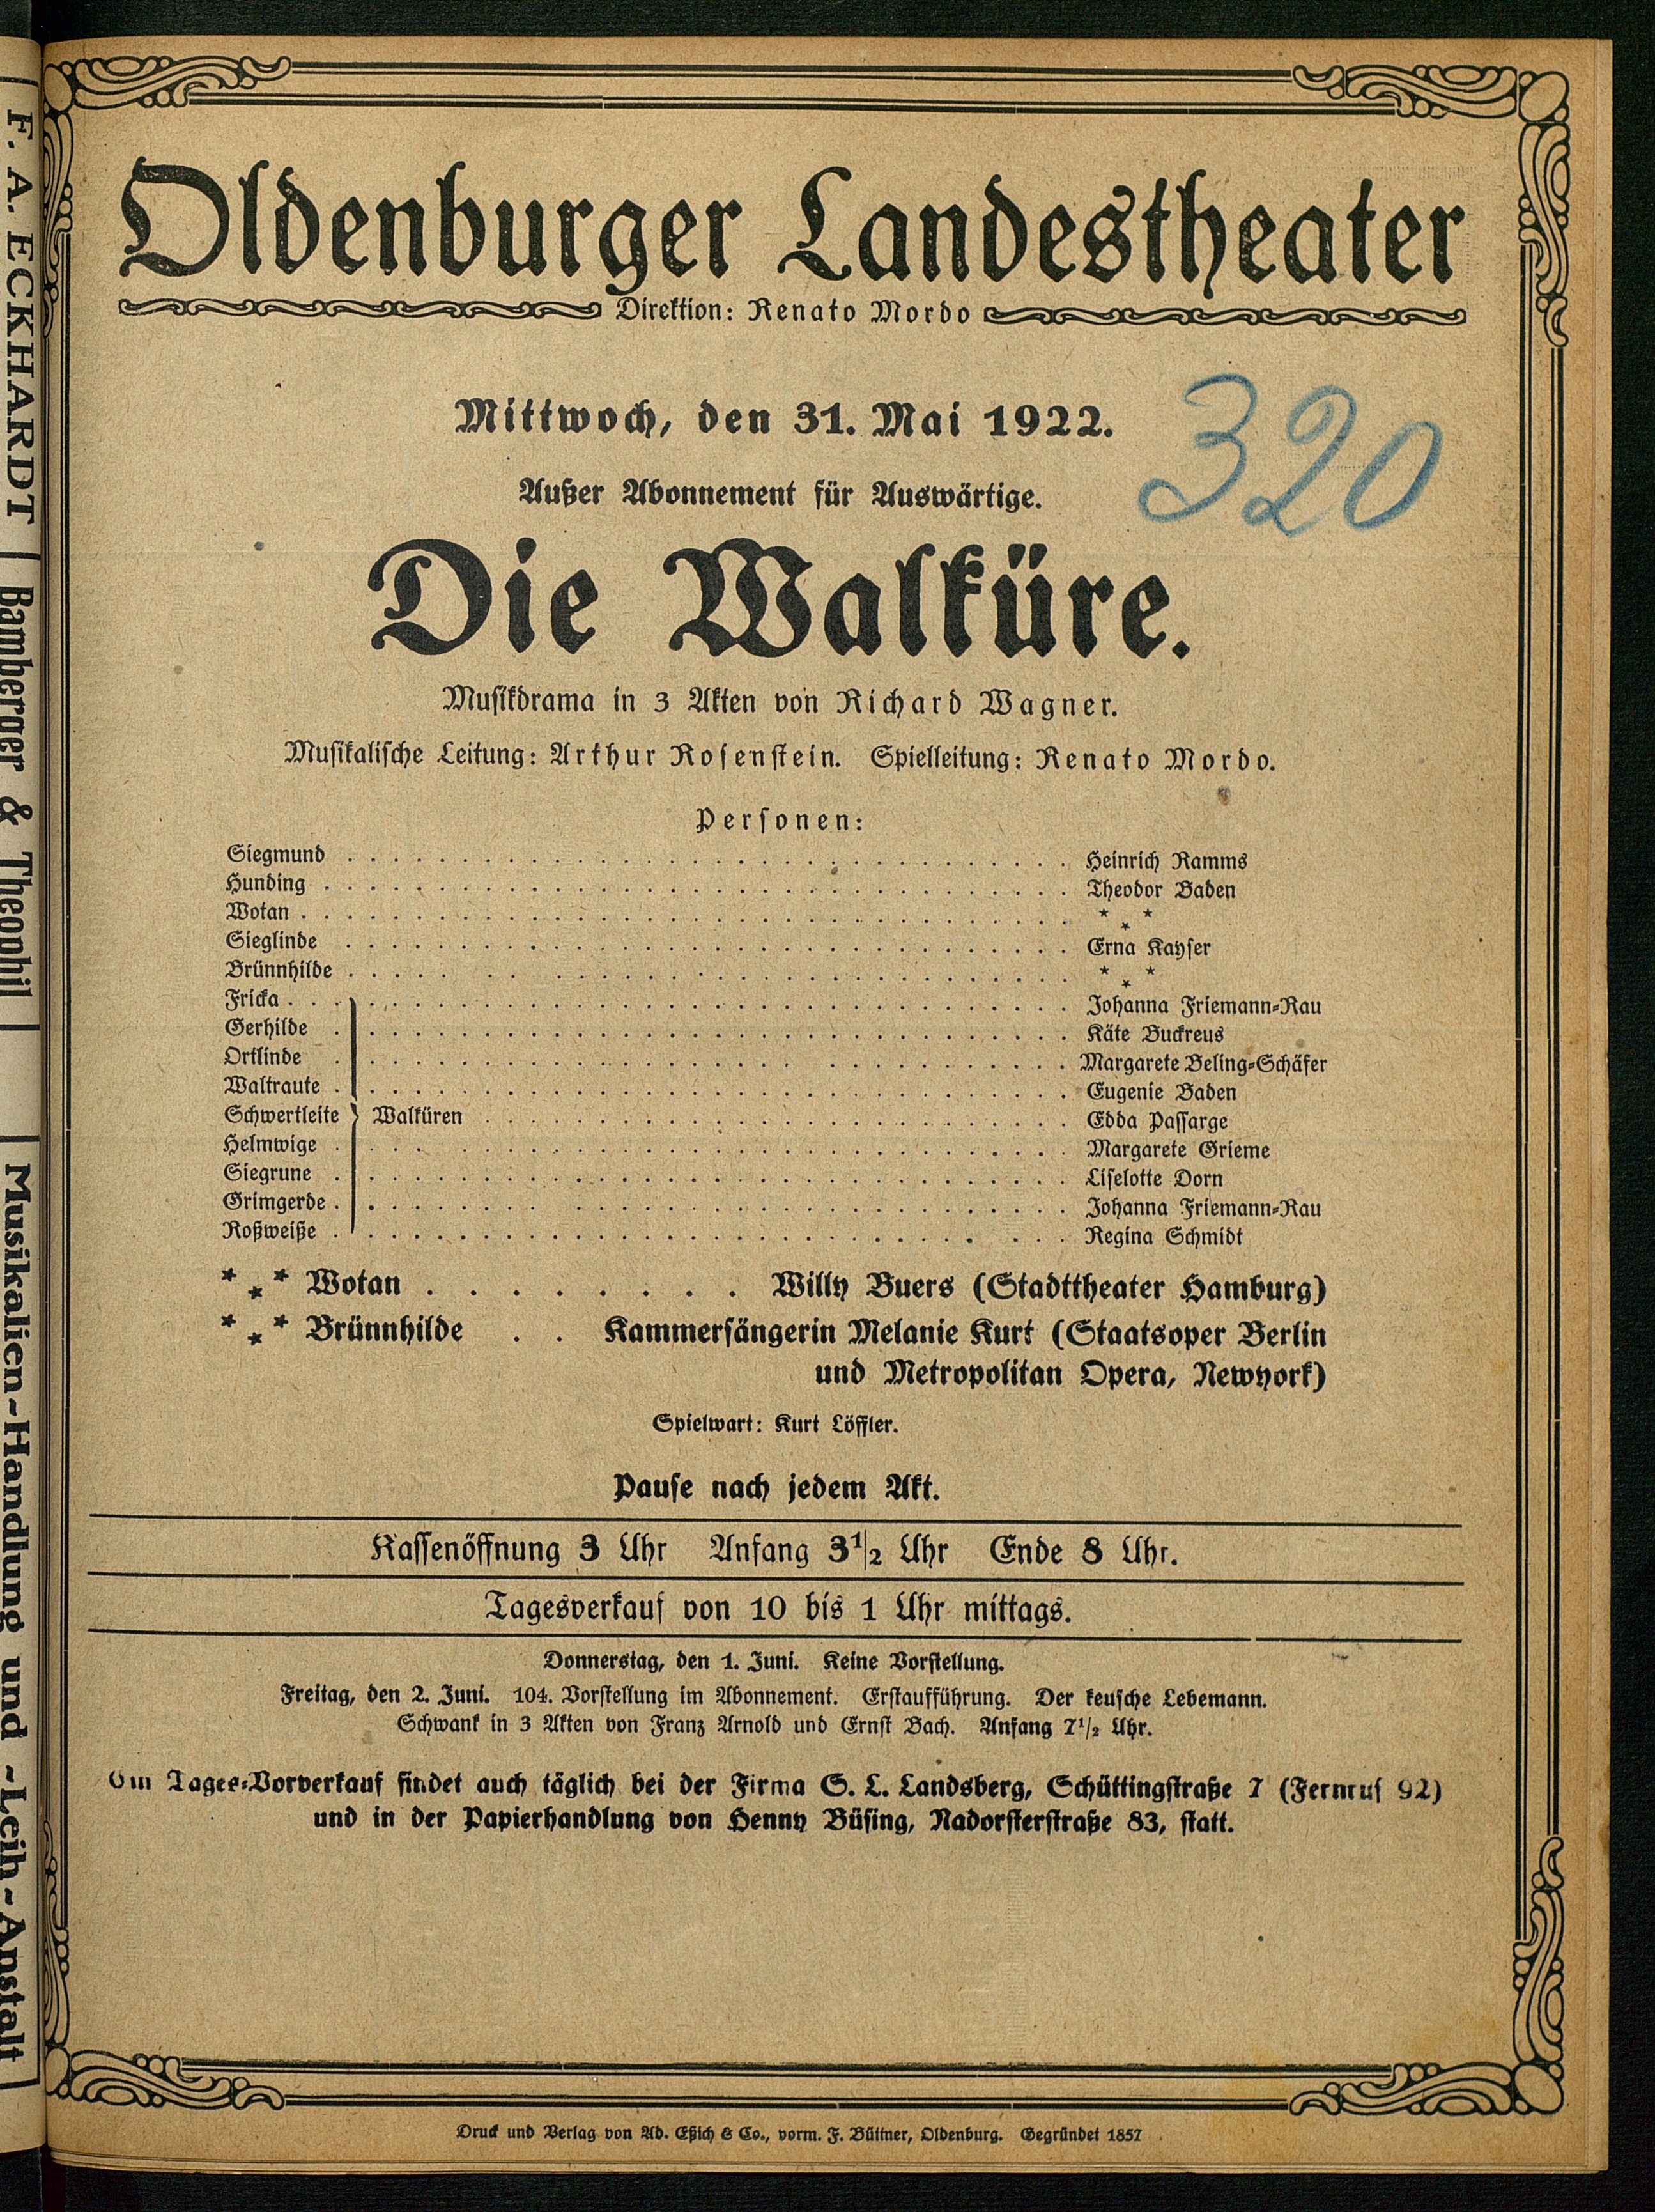 Oldenburger Landestheater
Direktion: Renato Mordo
Mittwoch, den 31. Mai 1922.
320
Außer Abonnement für Auswärtige.
Die Walküre.
Musikdrama in 3 Akten von Richard Wagner.
Musikalische Leitung: Arthur Rosenstein. Spielleitung: Renato Mordo.
Personen:
Siegmund . . . Heinrich Ramms
Hunding . . . Theodor Baden
Wotan . . . * * *
Sieglinde . . . Erna Kayser
Brünnhilde . . . * * *
Fricka . . . Johanna Friemann-Rau
Gerhilde . . . Käte Buckreus
Ortlinde . . . Margarete Beling-Schäfer
Waltraute . . . Eugenie Baden
Schwertleite } Walküren . . . Edda Passarge
Helmwige . . . Margarete Grieme
Siegrune . . . Liselotte Dorn
Grimgerde . . . Johanna Friemann-Rau
Roßweiße . . . Regina Schmidt
* * * Wotan . . . . . . . . Willy Buers (Stadttheater Hamburg)
* * * Brünnhilde . . Kammersängerin Melanie Kurt (Staatsoper Berlin
und Metropolitan Opera, Newyork)
Spielwart: Kurt Löffler.
Pause nach jedem Akt.
Kassenöffnung 3 Uhr Anfang 3 1/2 Uhr Ende 8 Uhr.
Tagesverkauf von 10 bis 1 Uhr mittags.
Donnerstag, den 1. Juni. Keine Vorstellung.
Freitag, den 2. Juni. 104. Vorstellung im Abonnement. Erstaufführung. Der keusche Lebemann.
Schwank in 3 Akten von Franz Arnold und Ernst Bach. Anfang 7 1/2 Uhr.
Tages-Vorverkauf findet auch täglich bei der Firma S. L. Landsberg, Schüttingstraße 7 (Fernruf 92)
und in der Papierhandlung von Henny Büsing, Nadorsterstraße 83, statt.
Druck und Verlag von Ad. Eßich & Co., vorm. F. Büttner, Oldenburg. Gegründet 1857
F. A. ECKHARDT
Bamberger & Theophil
Musikalien-Handlung und -Leih-Anstalt